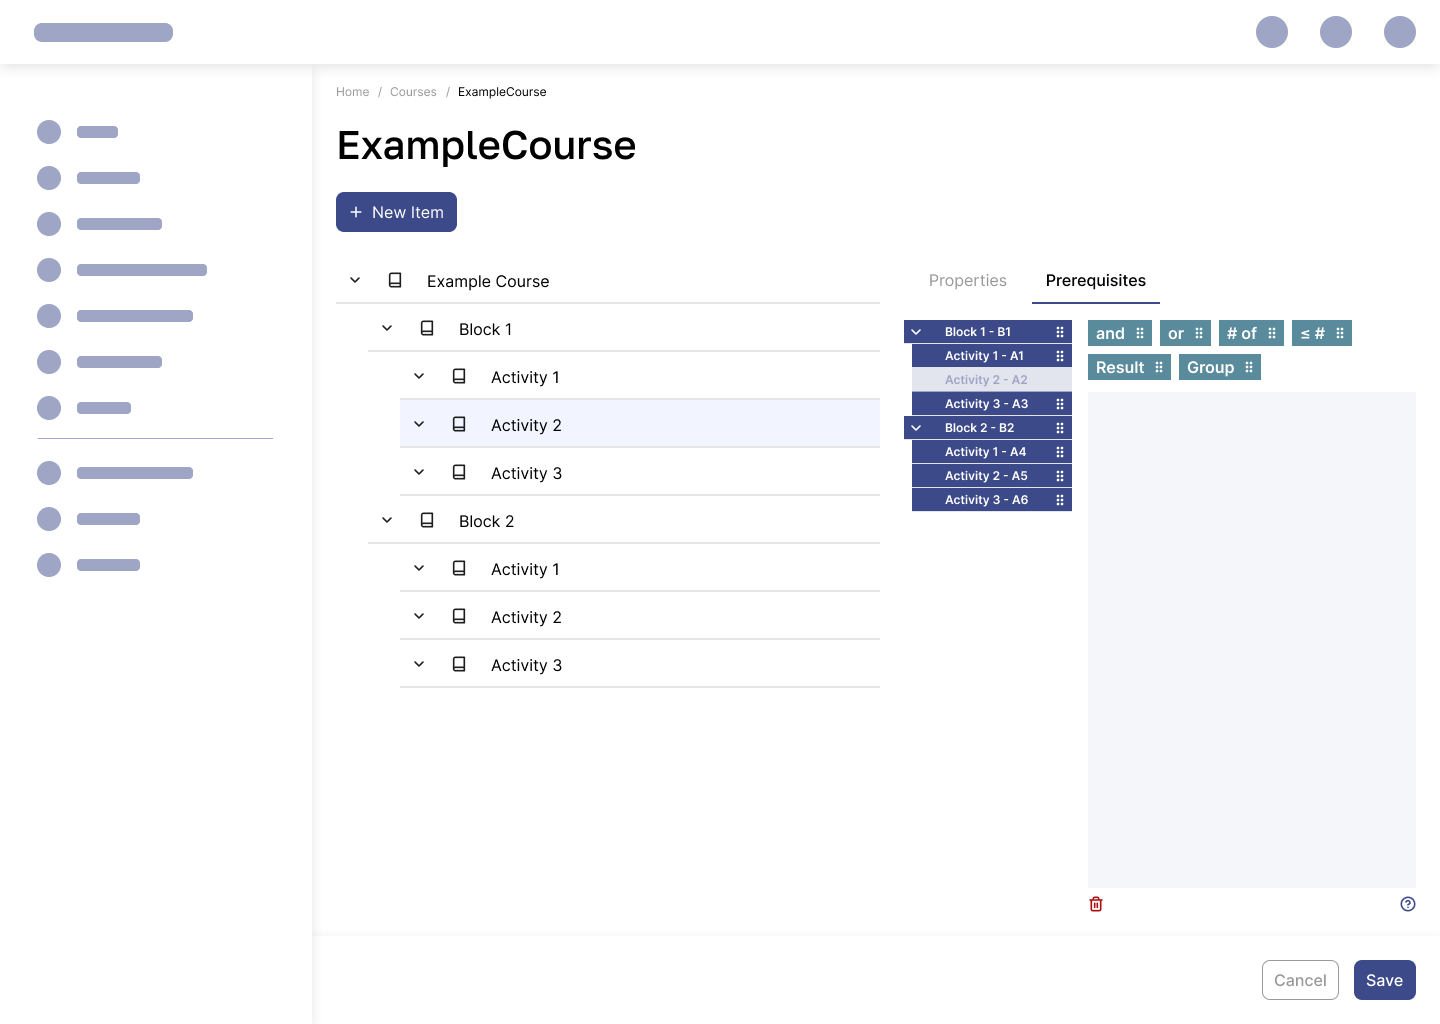 Home / Courses / ExampleCourse
ExampleCourse
+ New Item
Example Course
Block 1
Activity 1
Activity 2
Activity 3
Block 2
Activity 1
Activity 2
Activity 3
Properties Prerequisites
Block 1 - B1
Activity 1 - A1
Activity 2 - A2
Activity 3 - A3
Block 2 - B2
Activity 1 - A4
Activity 2 - A5
Activity 3 - A6
and or # of ≤ #
Result Group
Cancel Save